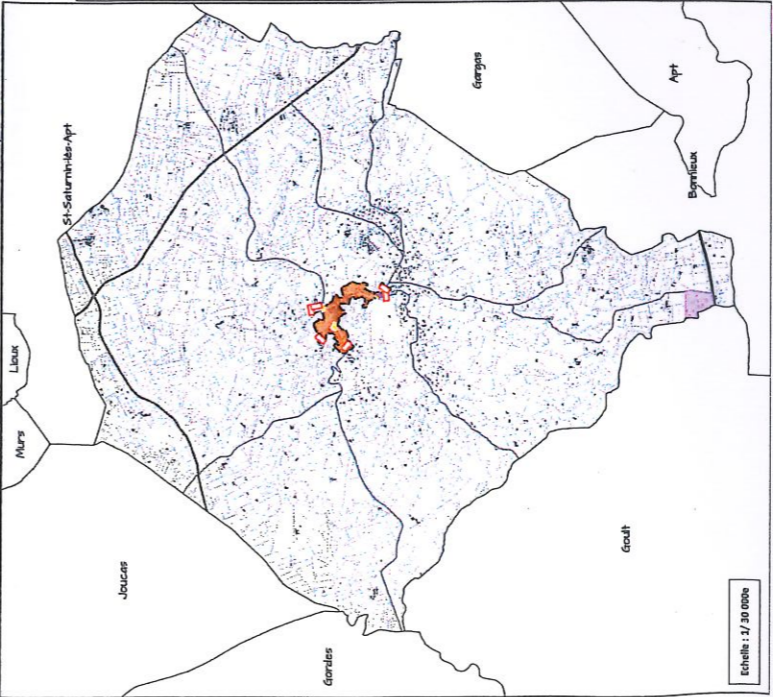 Lioux
Murs
St-Saturnin-lès-Apt
Joucas
Gargas
Apt
Gordes
Bonnieux
Goult
Echelle : 1/ 30 000e